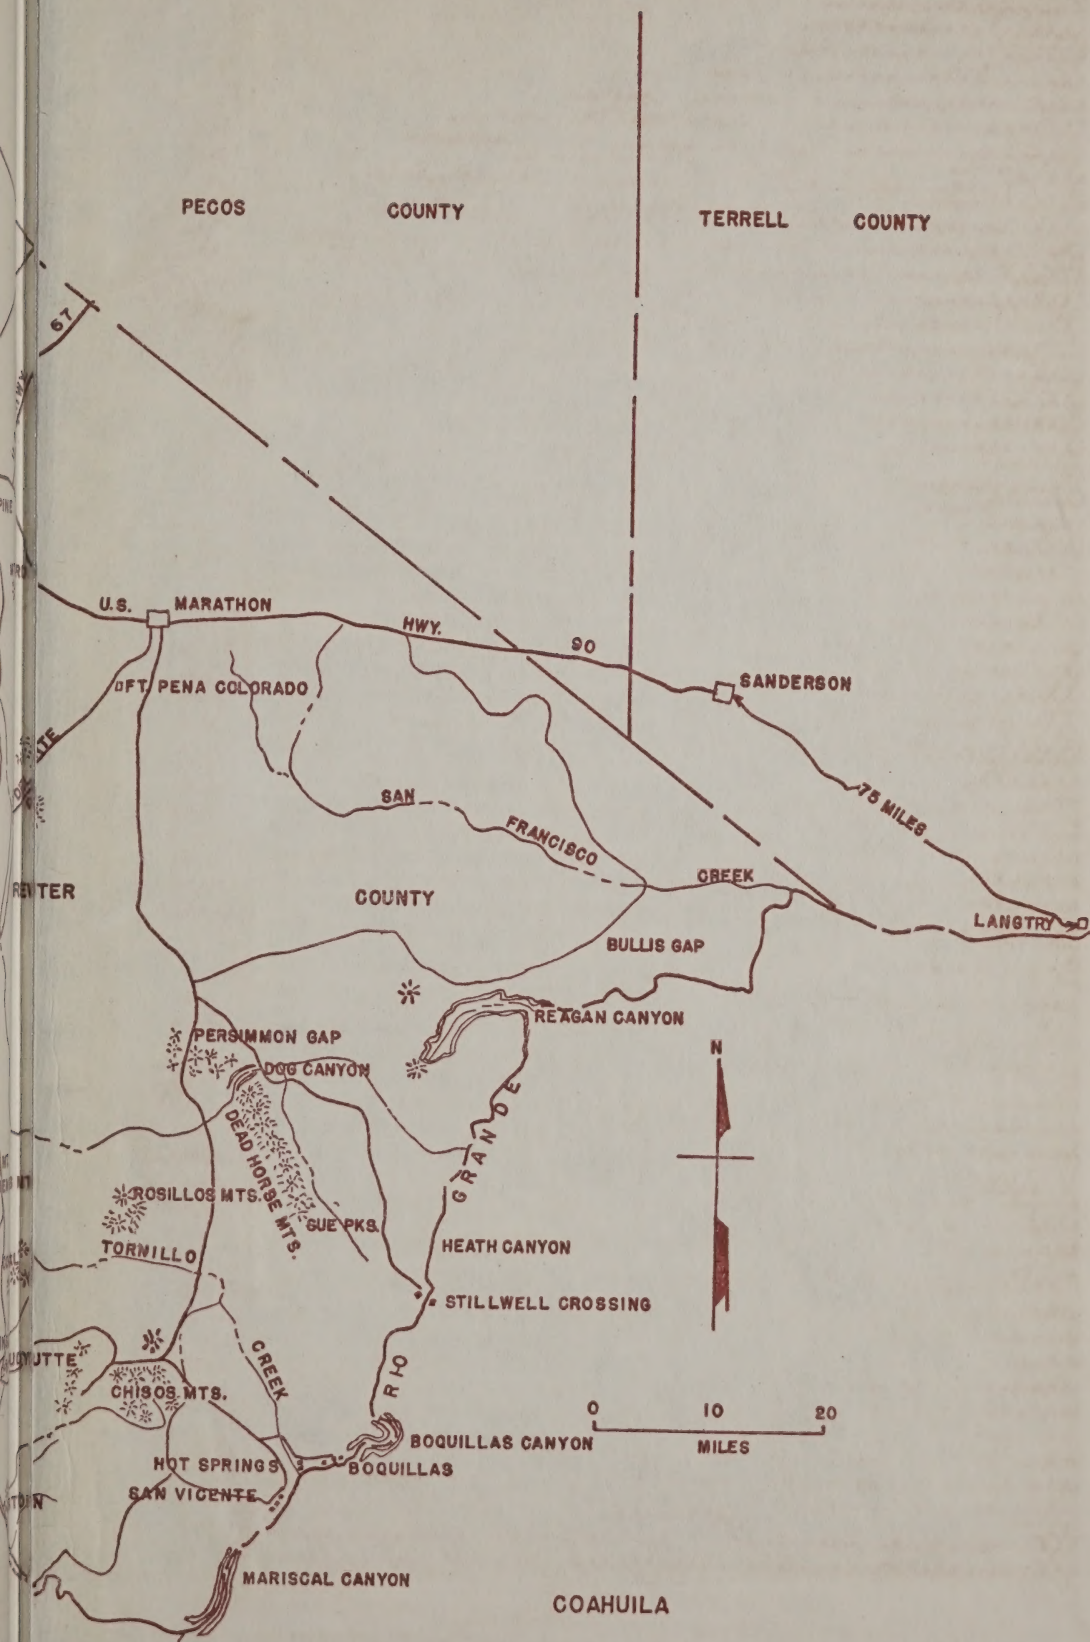 PECOS COUNTY
TERRELL COUNTY
67
U.S. MARATHON
HWY.
90
SANDERSON
FT. PENA COLORADO
75 MILES
SAN
FRANCISCO
CREEK
COUNTY
LANGTRY
BULLIS GAP
REAGAN CANYON
PERSIMMON GAP
DOG CANYON
N
DEAD HORSE MTS.
RIO GRANDE
ROSILLOS MTS.
SUE PKS.
HEATH CANYON
TORNILLO
CREEK
STILLWELL CROSSING
CHISOS MTS.
0 10 20
MILES
BOQUILLAS CANYON
HOT SPRINGS
BOQUILLAS
SAN VICENTE
MARISCAL CANYON
COAHUILA